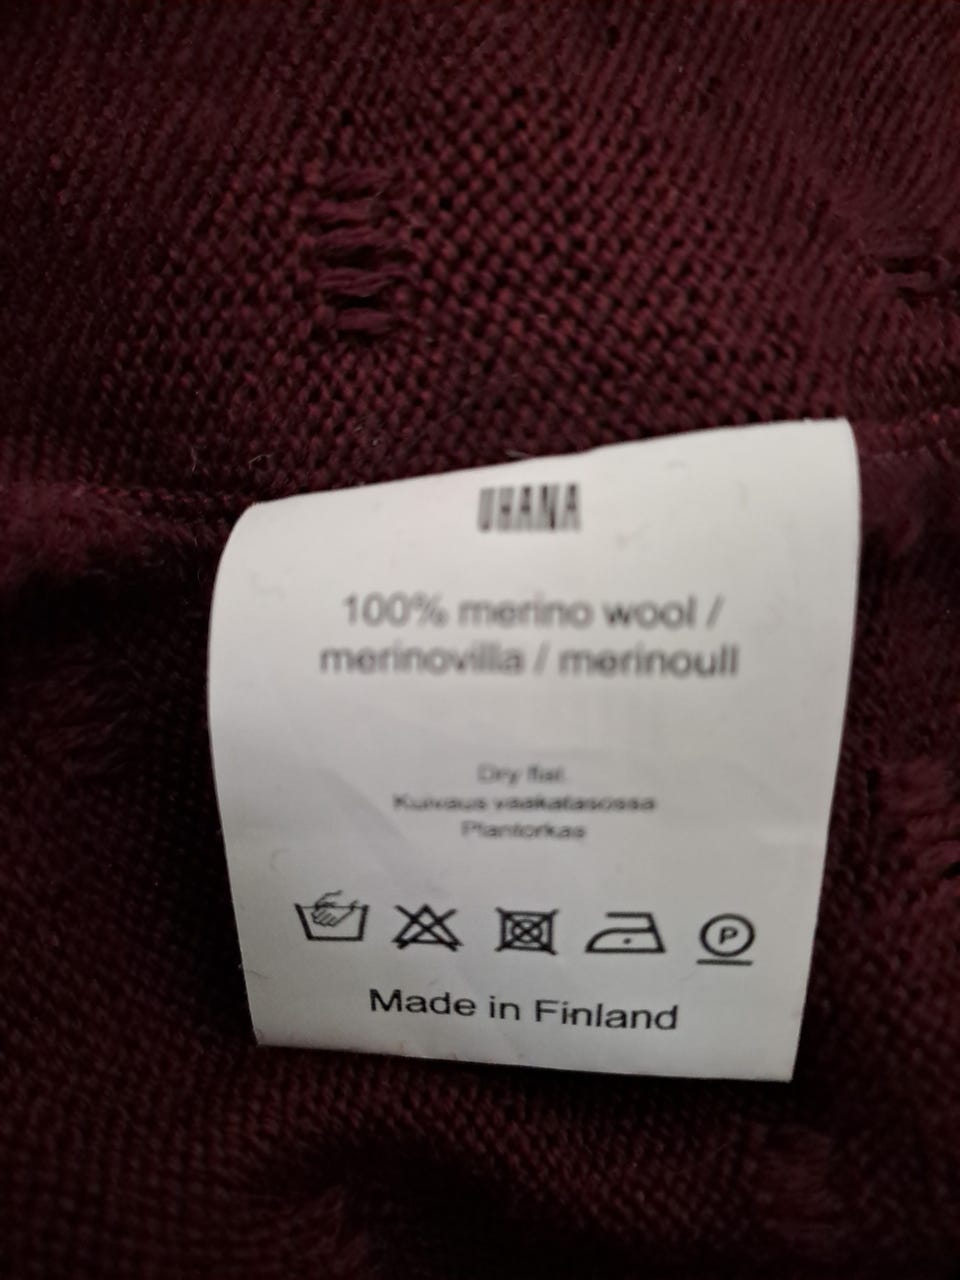 UHANA
100% merino wool /
merinovilla / merinoull
Dry flat.
Kuivaus vaakatasossa
Plantorkas
P
Made in Finland